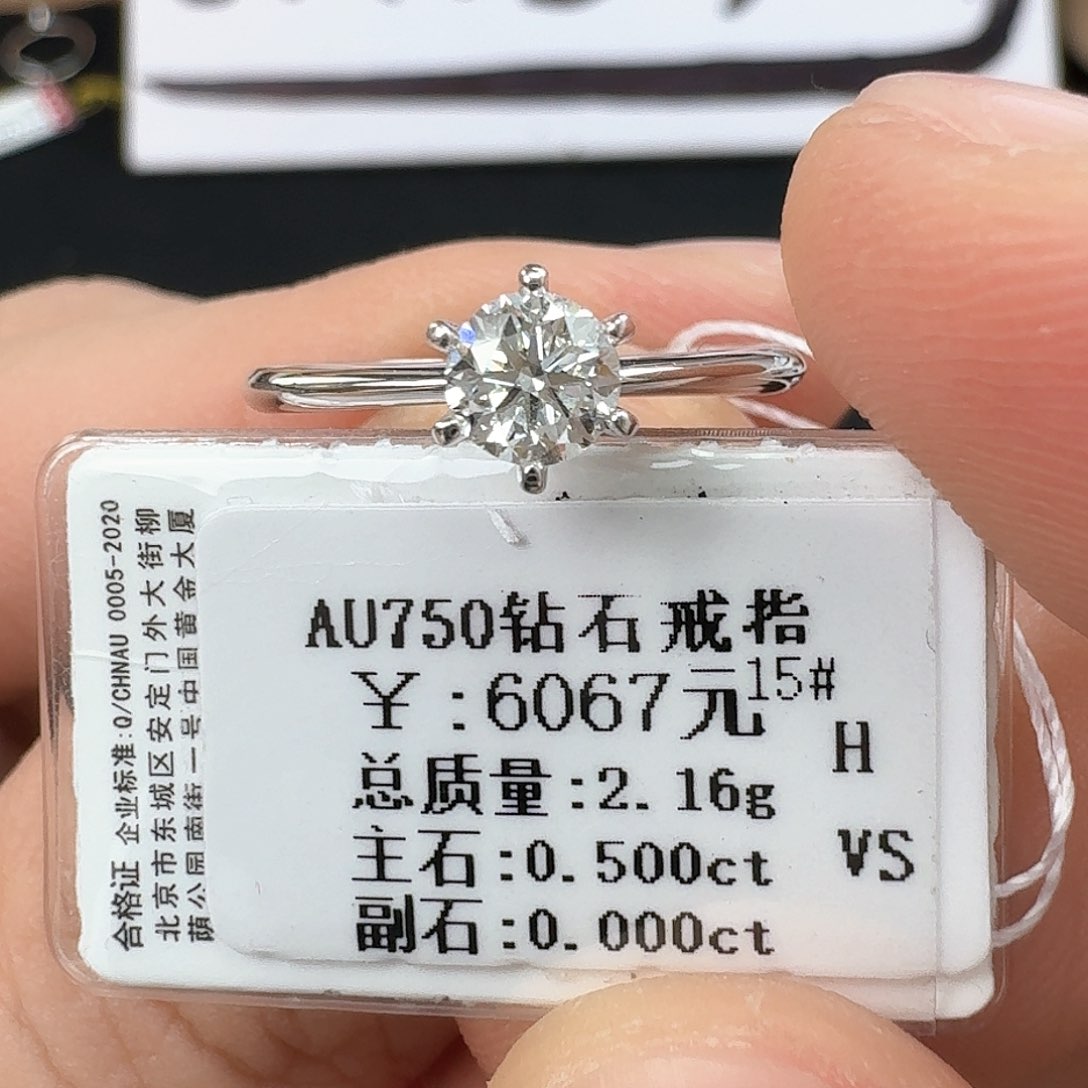 AU750钻石戒指
￥:6067元15#
H
总质量:2.16g
主石:0.500ct
VS
副石:0.000ct
合格证 企业标准:Q/CHNAU 0005-2020
北京市东城区安定门外大街柳
荫公园南街一号中国黄金大厦